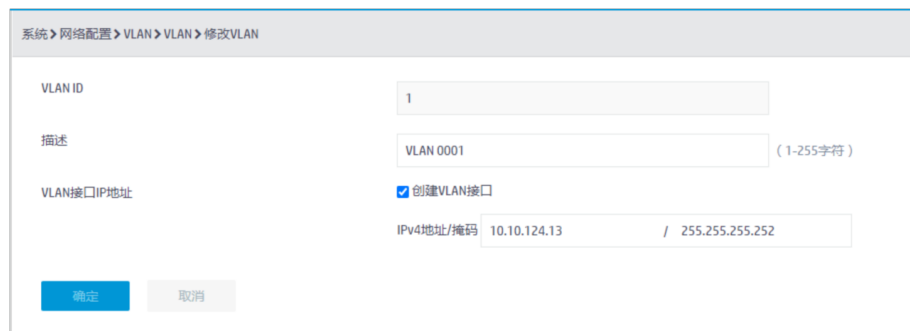 系统>网络配置>VLAN>VLAN>修改VLAN
VLAN ID
1
描述
VLAN 0001
（1-255字符）
VLAN接口IP地址
创建VLAN接口
IPv4地址/掩码 10.10.124.13 / 255.255.255.252
确定 取消